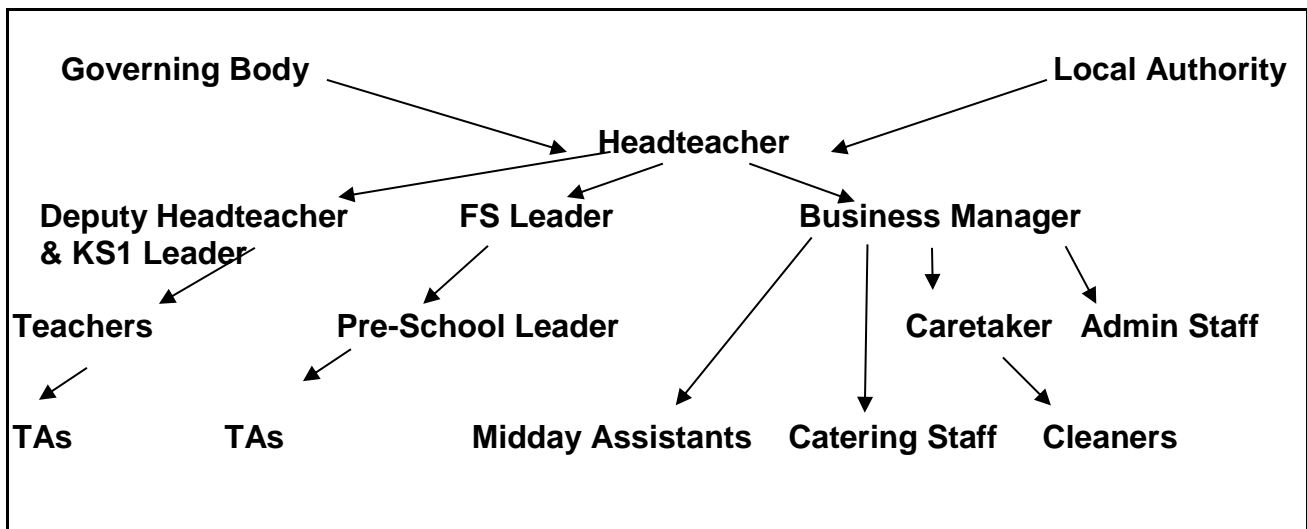 Governing Body Local Authority
Headteacher
Deputy Headteacher FS Leader Business Manager
& KS1 Leader
Teachers Pre-School Leader Caretaker Admin Staff
TAs TAs Midday Assistants Catering Staff Cleaners